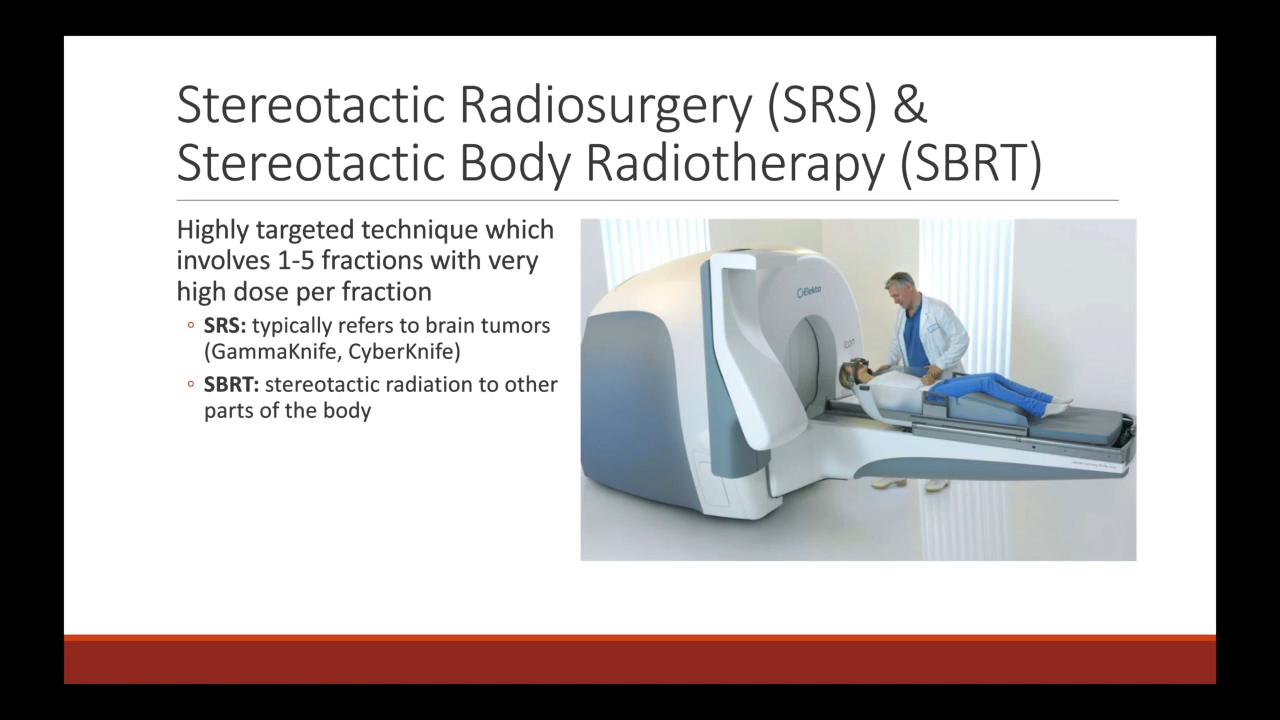 Stereotactic Radiosurgery (SRS) &
Stereotactic Body Radiotherapy (SBRT)
Highly targeted technique which
involves 1-5 fractions with very
high dose per fraction
◦ SRS: typically refers to brain tumors
(GammaKnife, CyberKnife)
◦ SBRT: stereotactic radiation to other
parts of the body
Elekta
icon